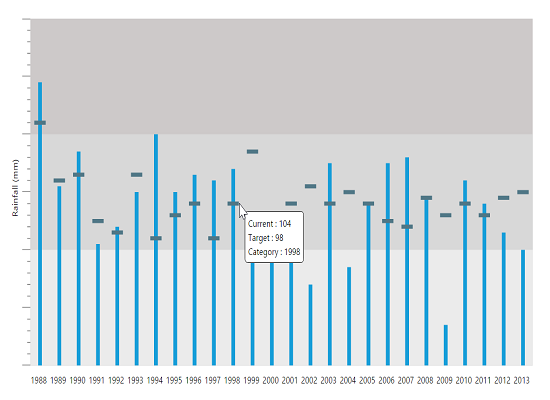 Rainfall (mm)
Current : 104
Target : 98
Category : 1998
1988 1989 1990 1991 1992 1993 1994 1995 1996 1997 1998 1999 2000 2001 2002 2003 2004 2005 2006 2007 2008 2009 2010 2011 2012 2013